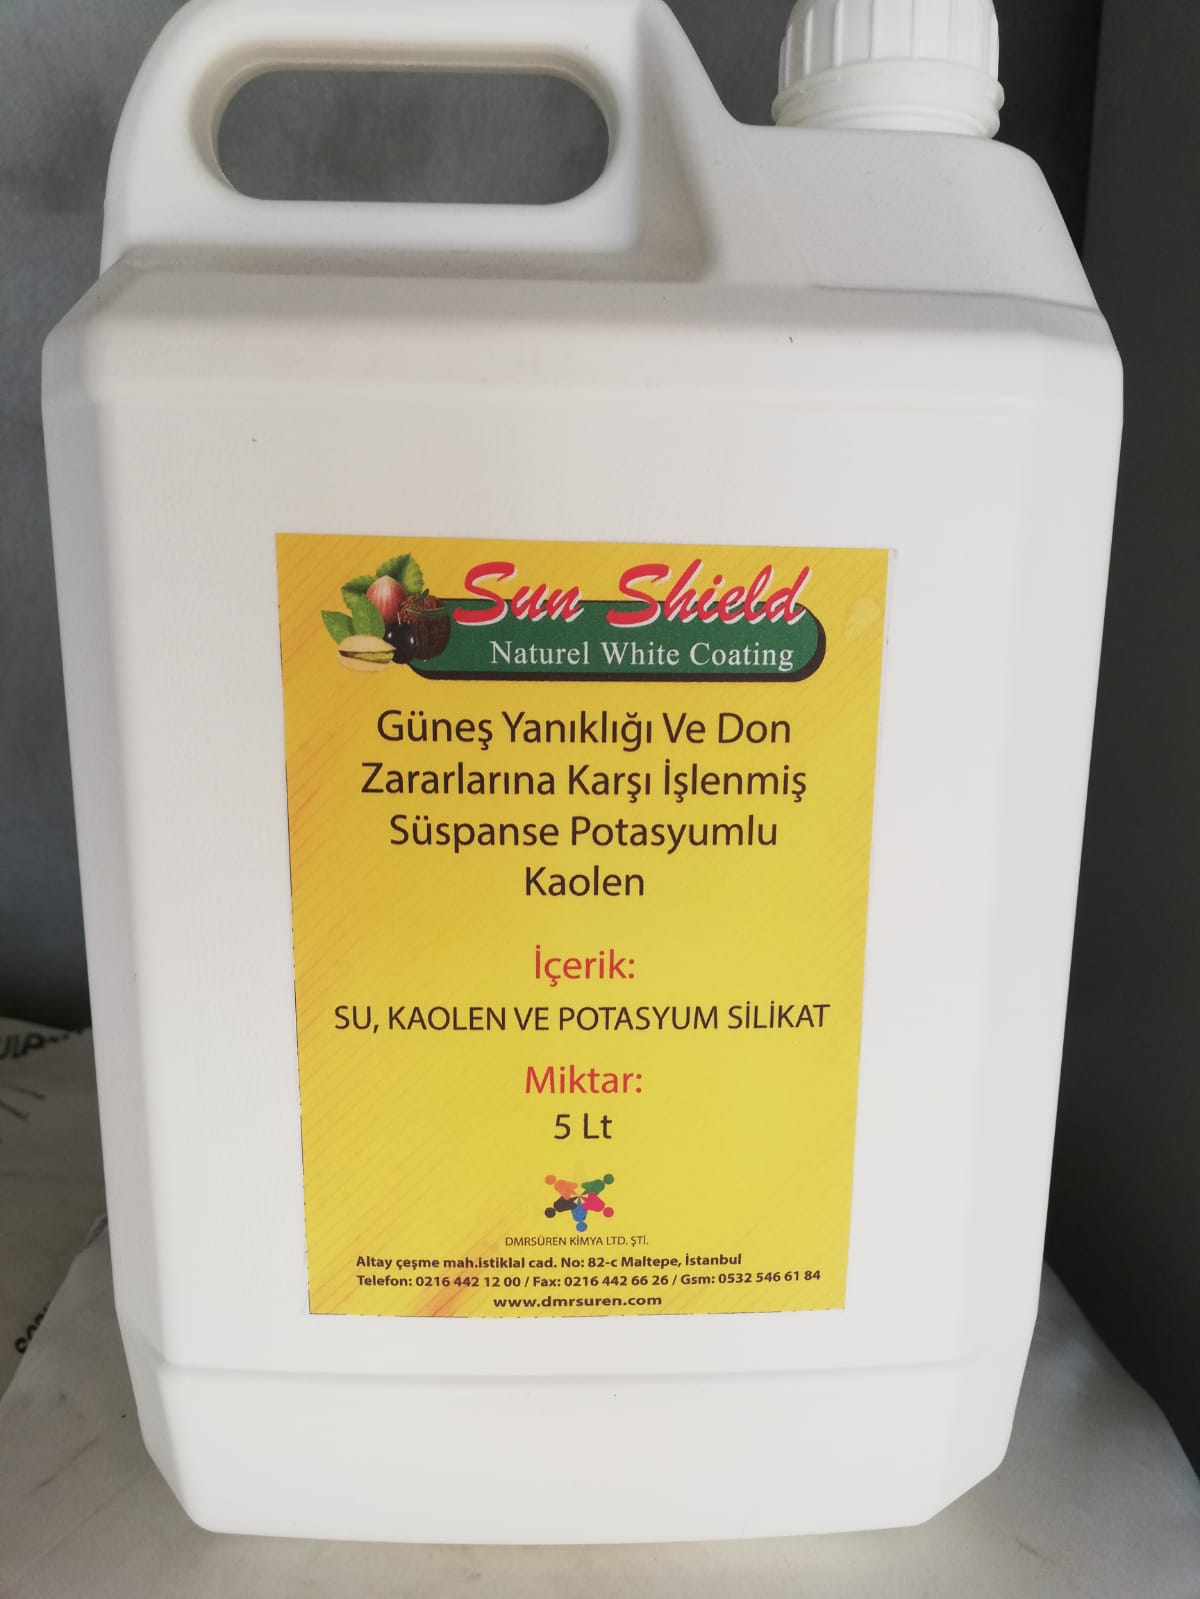 Sun Shield
Naturel White Coating
Güneş Yanıklığı Ve Don
Zararlarına Karşı İşlenmiş
Süspanse Potasyumlu
Kaolen
İçerik:
SU, KAOLEN VE POTASYUM SİLİKAT
Miktar:
5 Lt
DMRSÜREN KİMYA LTD. ŞTİ.
Altay çeşme mah.istiklal cad. No: 82-c Maltepe, İstanbul
Telefon: 0216 442 12 00 / Fax: 0216 442 66 26 / Gsm: 0532 546 61 84
www.dmrsuren.com